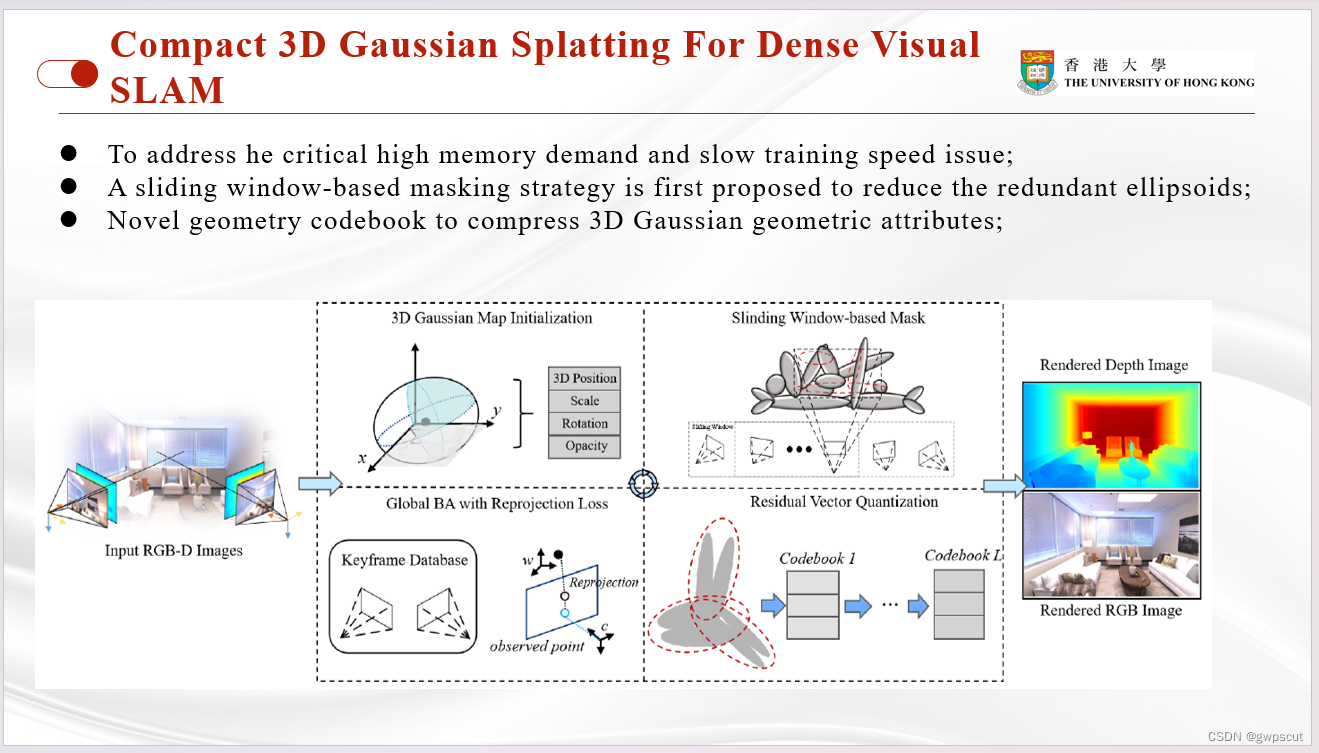 Compact 3D Gaussian Splatting For Dense Visual
SLAM
香港大學
THE UNIVERSITY OF HONG KONG
● To address he critical high memory demand and slow training speed issue;
● A sliding window-based masking strategy is first proposed to reduce the redundant ellipsoids;
● Novel geometry codebook to compress 3D Gaussian geometric attributes;
Input RGB-D Images
3D Gaussian Map Initialization
y
x
3D Position
Scale
Rotation
Opacity
Slinding Window-based Mask
Sliding Window
Global BA with Reprojection Loss
Keyframe Database
w
Reprojection
c
observed point
Residual Vector Quantization
Codebook 1
...
Codebook L
Rendered Depth Image
Rendered RGB Image
CSDN @gwpscut